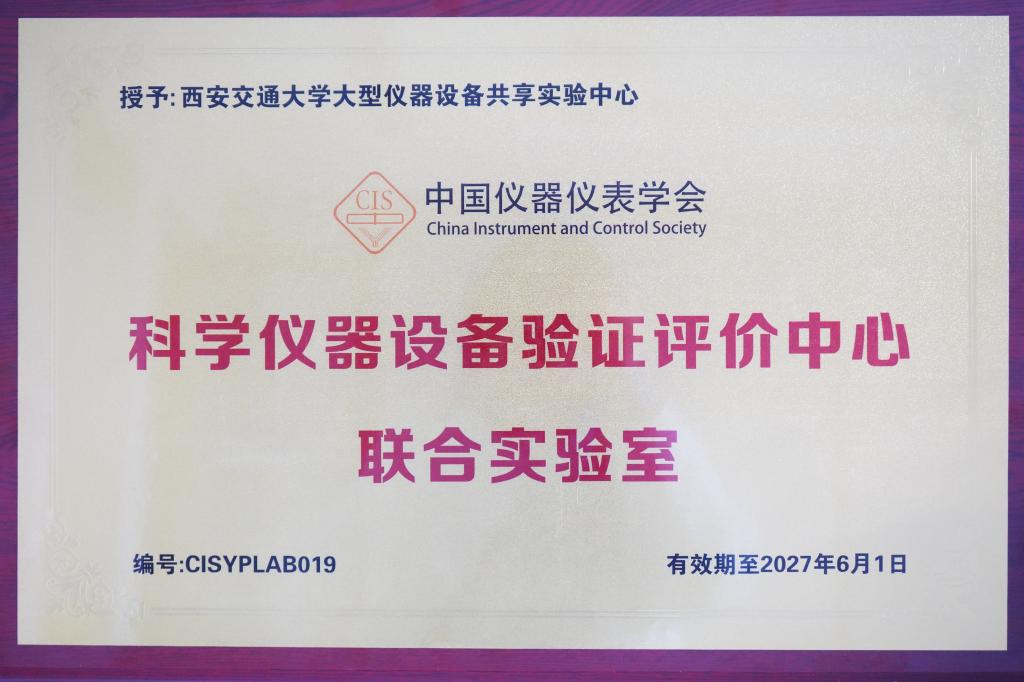 授予:西安交通大学大型仪器设备共享实验中心
CIS
中国仪器仪表学会
China Instrument and Control Society
科学仪器设备验证评价中心
联合实验室
编号:CISYPLAB019
有效期至2027年6月1日